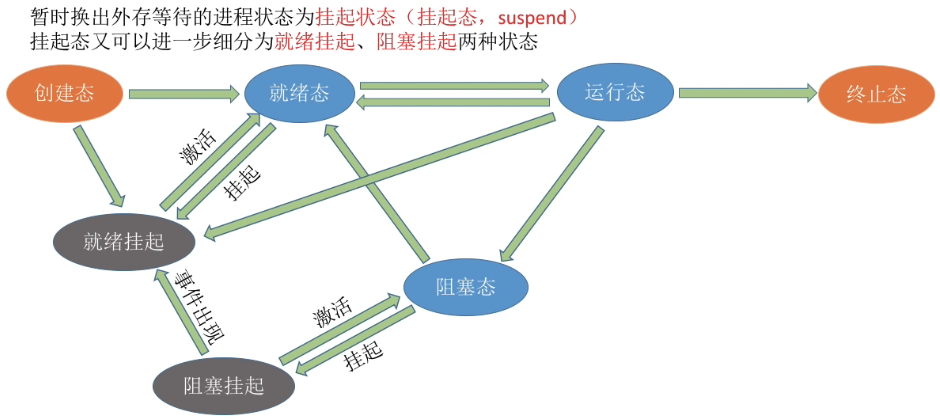 暂时换出外存等待的进程状态为挂起状态（挂起态，suspend）
挂起态又可以进一步细分为就绪挂起、阻塞挂起两种状态
创建态
就绪态
运行态
终止态
激活
挂起
就绪挂起
阻塞态
事件出现
激活
挂起
阻塞挂起